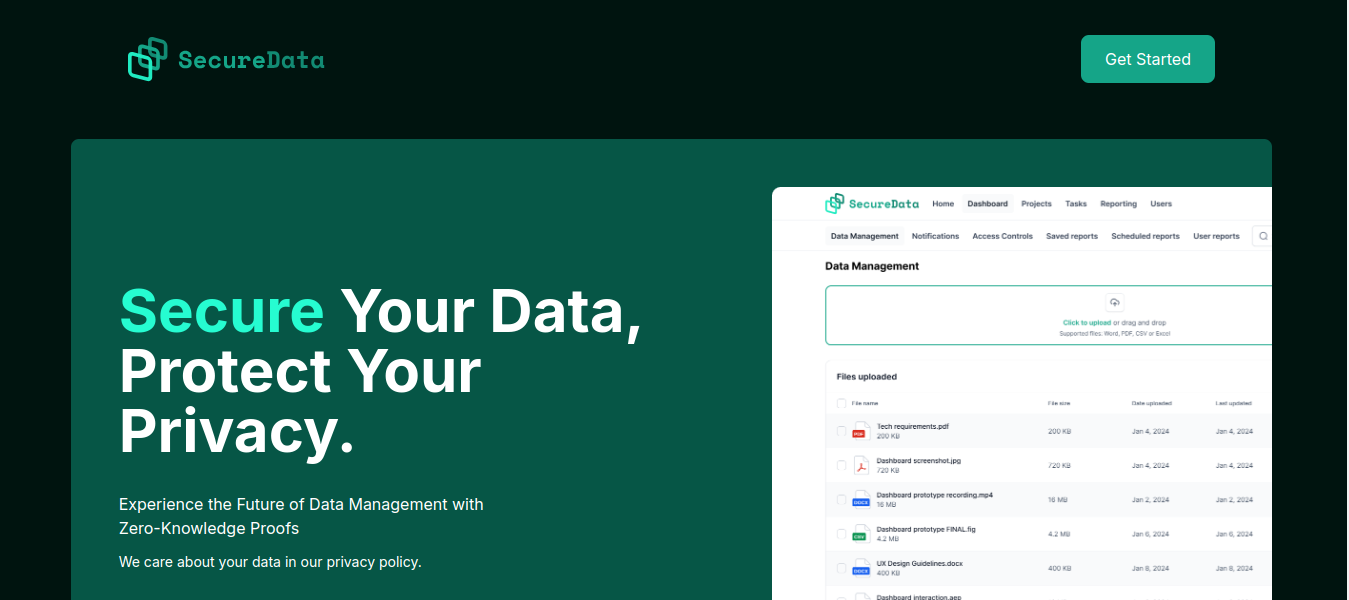 SecureData
Get Started
Secure Your Data,
Protect Your
Privacy.
Experience the Future of Data Management with
Zero-Knowledge Proofs
We care about your data in our privacy policy.
SecureData Home Dashboard Projects Tasks Reporting Users
Data Management Notifications Access Controls Saved reports Scheduled reports User reports
Data Management
Click to upload or drag and drop
Supported files: Word, PDF, CSV or Excel
Files uploaded
File name File size Date uploaded Last updated
PDF Tech requirements.pdf 200 KB Jan 4, 2024 Jan 4, 2024
200 KB
Dashboard screenshot.jpg 720 KB Jan 4, 2024 Jan 4, 2024
720 KB
DOCX Dashboard prototype recording.mp4 16 MB Jan 2, 2024 Jan 2, 2024
16 MB
CSV Dashboard prototype FINAL.fig 4.2 MB Jan 6, 2024 Jan 6, 2024
4.2 MB
DOCX UX Design Guidelines.docx 400 KB Jan 8, 2024 Jan 8, 2024
400 KB
Dashboard interaction.aep